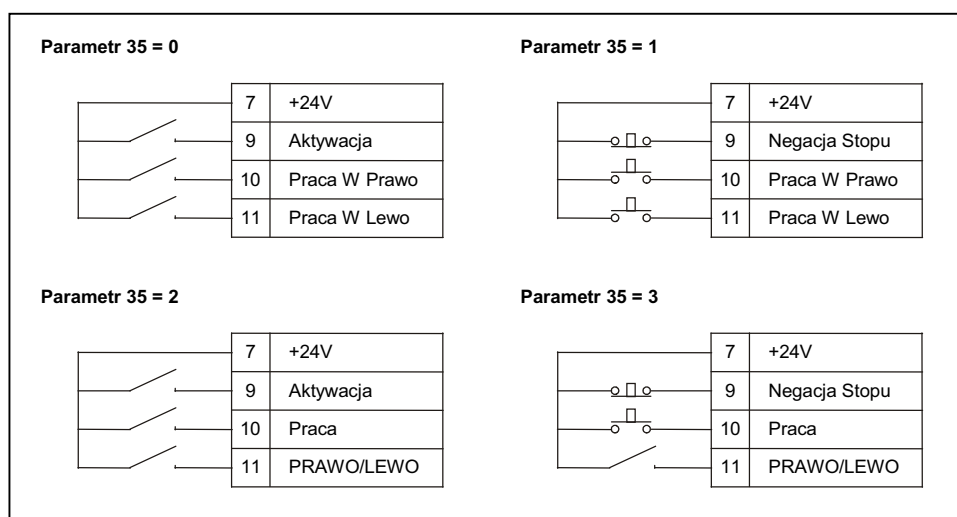 Parametr 35 = 0
7 +24V
9 Aktywacja
10 Praca W Prawo
11 Praca W Lewo
Parametr 35 = 1
7 +24V
9 Negacja Stopu
10 Praca W Prawo
11 Praca W Lewo
Parametr 35 = 2
7 +24V
9 Aktywacja
10 Praca
11 PRAWO/LEWO
Parametr 35 = 3
7 +24V
9 Negacja Stopu
10 Praca
11 PRAWO/LEWO